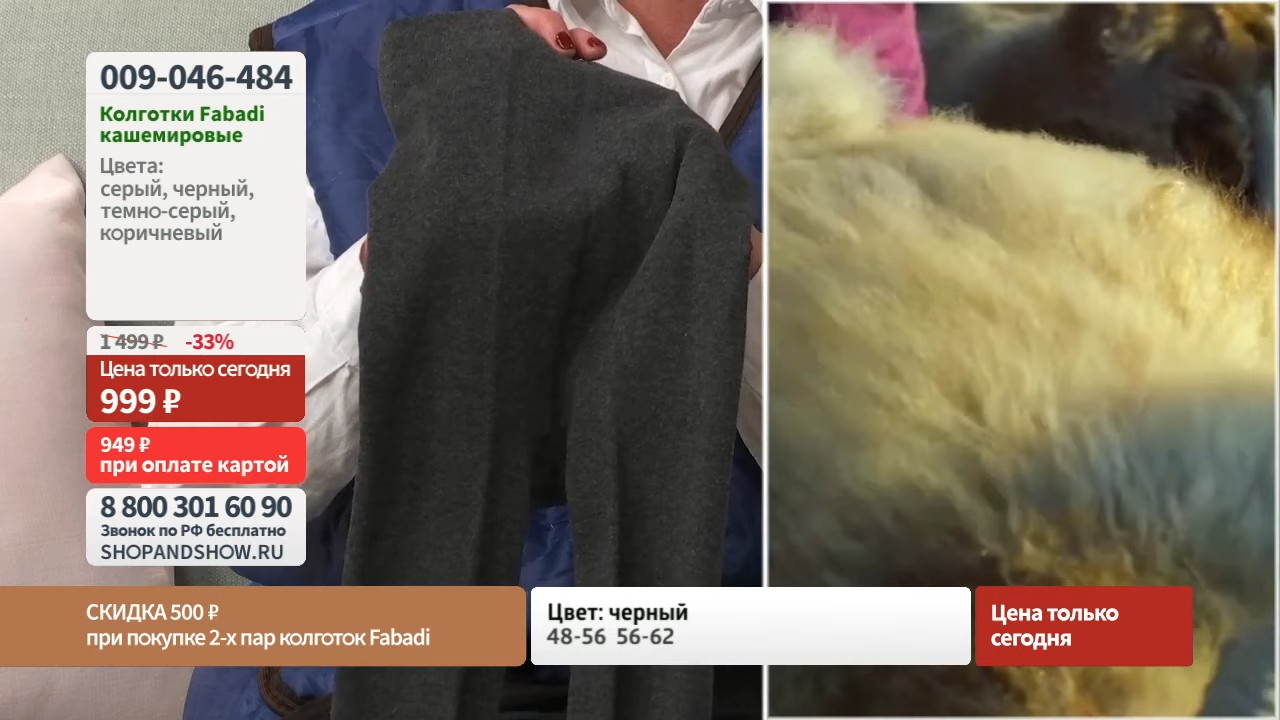 009-046-484
Колготки Fabadi
кашемировые
Цвета:
серый, черный,
темно-серый,
коричневый
1 499 ₽ -33%
Цена только сегодня
999 ₽
949 ₽
при оплате картой
8 800 301 60 90
Звонок по РФ бесплатно
SHOPANDSHOW.RU
СКИДКА 500 ₽
при покупке 2-х пар колготок Fabadi
Цвет: черный
48-56 56-62
Цена только
сегодня